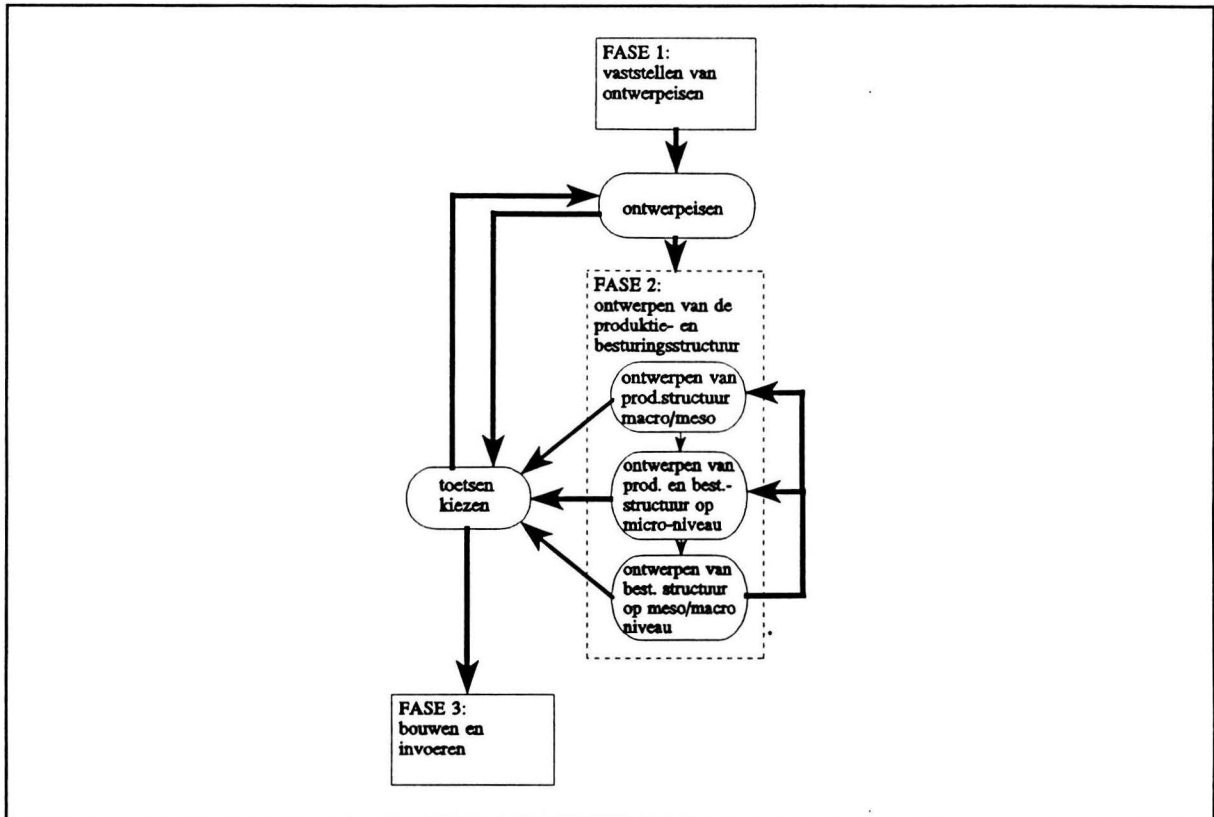 FASE 1:
vaststellen van
ontwerpeisen
ontwerpeisen
FASE 2:
ontwerpen van de
produktie- en
besturingsstructuur
ontwerpen van
prod.structuur
macro/meso
toetsen
kiezen
ontwerpen van
prod. en best.-
structuur op
micro-niveau
ontwerpen van
best. structuur
op meso/macro
niveau
FASE 3:
bouwen en
invoeren